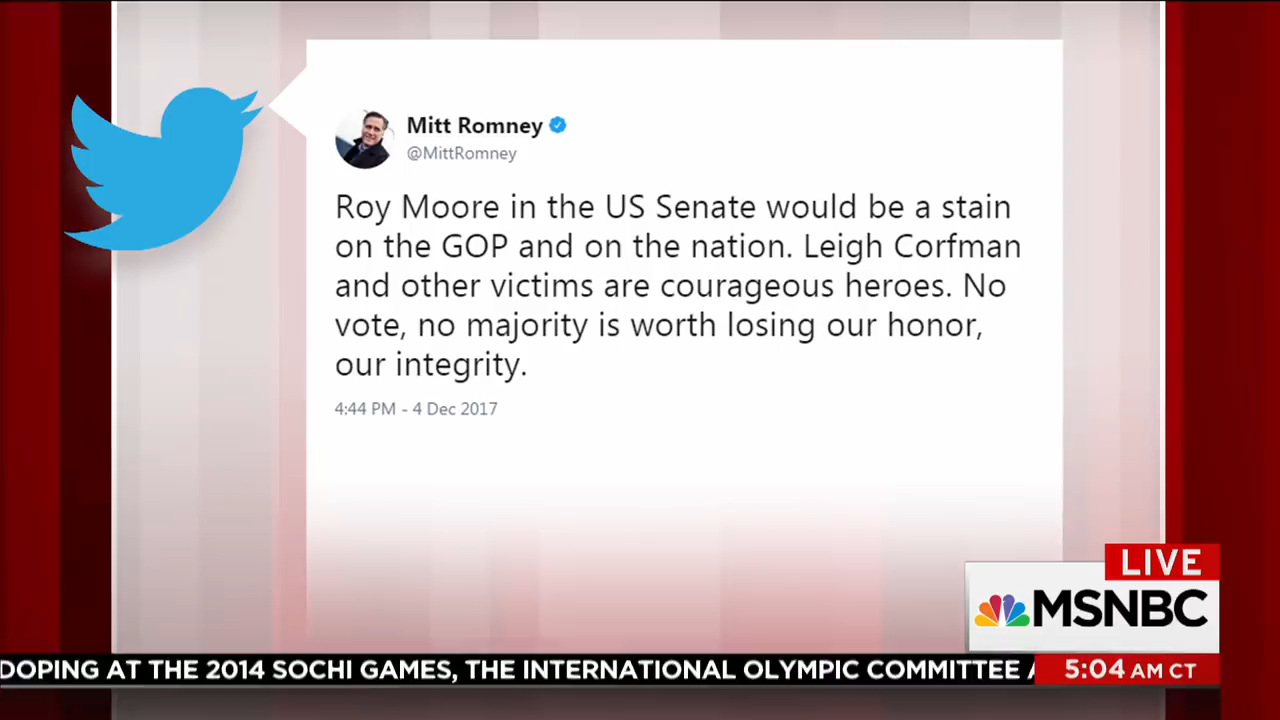 Mitt Romney
@MittRomney
Roy Moore in the US Senate would be a stain
on the GOP and on the nation. Leigh Corfman
and other victims are courageous heroes. No
vote, no majority is worth losing our honor,
our integrity.
4:44 PM - 4 Dec 2017
LIVE
MSNBC
DOPING AT THE 2014 SOCHI GAMES, THE INTERNATIONAL OLYMPIC COMMITTEE
5:04 AM CT